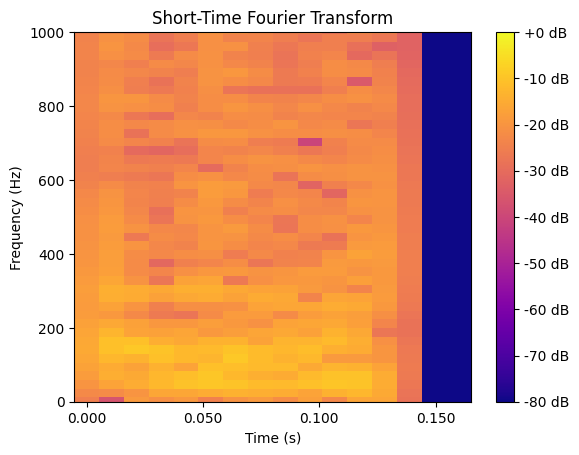 Short-Time Fourier Transform
1000
800
600
400
200
0
Frequency (Hz)
0.000
0.050
0.100
0.150
Time (s)
+0 dB
-10 dB
-20 dB
-30 dB
-40 dB
-50 dB
-60 dB
-70 dB
-80 dB